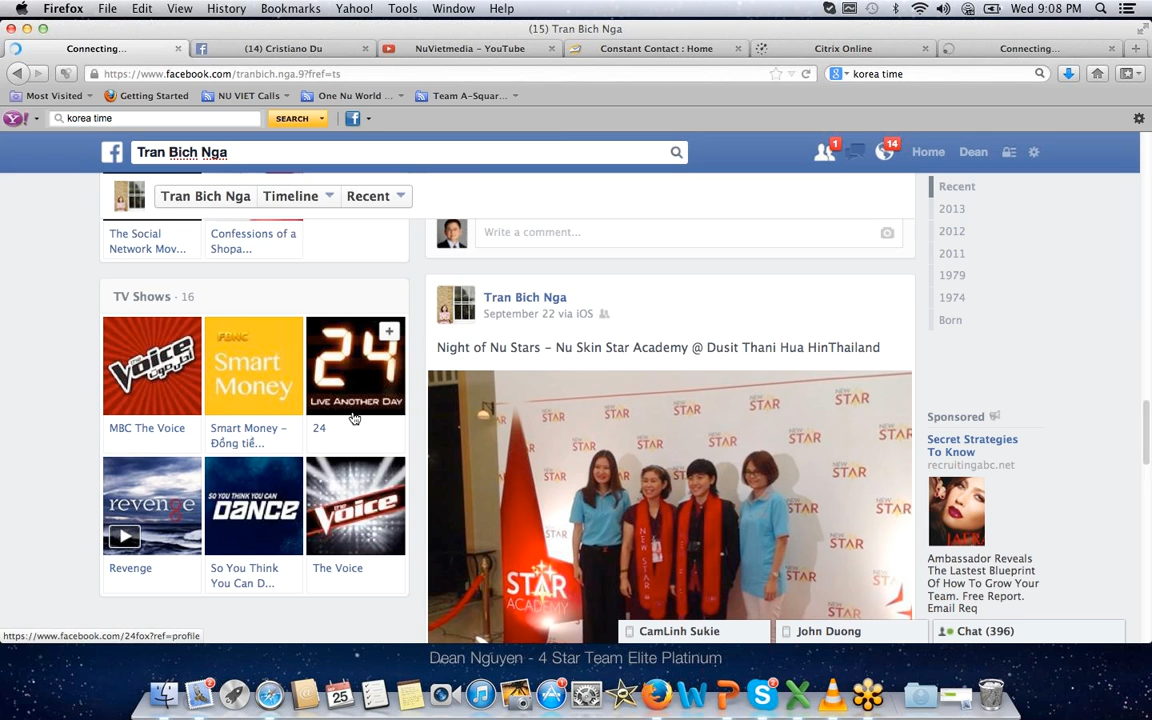 Firefox File Edit View History Bookmarks Yahoo! Tools Window Help
Wed 9:08 PM
(15) Tran Bich Nga
Connecting...
(14) Cristiano Du
NuVietmedia - YouTube
Constant Contact : Home
Citrix Online
Connecting...
https://www.facebook.com/tranbich.nga.9?fref=ts
korea time
Most Visited
Getting Started
NU VIET Calls
One Nu World ...
Team A-Squar...
Y!
korea time
SEARCH
Tran Bich Nga
1
14
Home
Dean
Tran Bich Nga
Timeline
Recent
Recent
2013
2012
2011
1979
1974
Born
The Social
Network Mov...
Confessions of a
Shopa...
Write a comment...
TV Shows · 16
the Voice
FBNC
Smart
Money
24
LIVE ANOTHER DAY
MBC The Voice
Smart Money -
Đồng tiề...
24
revenge
SO YOU THINK YOU CAN
DANCE
the Voice
Revenge
So You Think
You Can D...
The Voice
Tran Bich Nga
September 22 via iOS
Night of Nu Stars - Nu Skin Star Academy @ Dusit Thani Hua HinThailand
STAR
STAR
ACADEMY
Sponsored
Secret Strategies
To Know
recruitingabc.net
Ambassador Reveals
The Lastest Blueprint
Of How To Grow Your
Team. Free Report.
Email Req
https://www.facebook.com/24fox?ref=profile
CamLinh Sukie
John Duong
Chat (396)
Dean Nguyen - 4 Star Team Elite Platinum
25